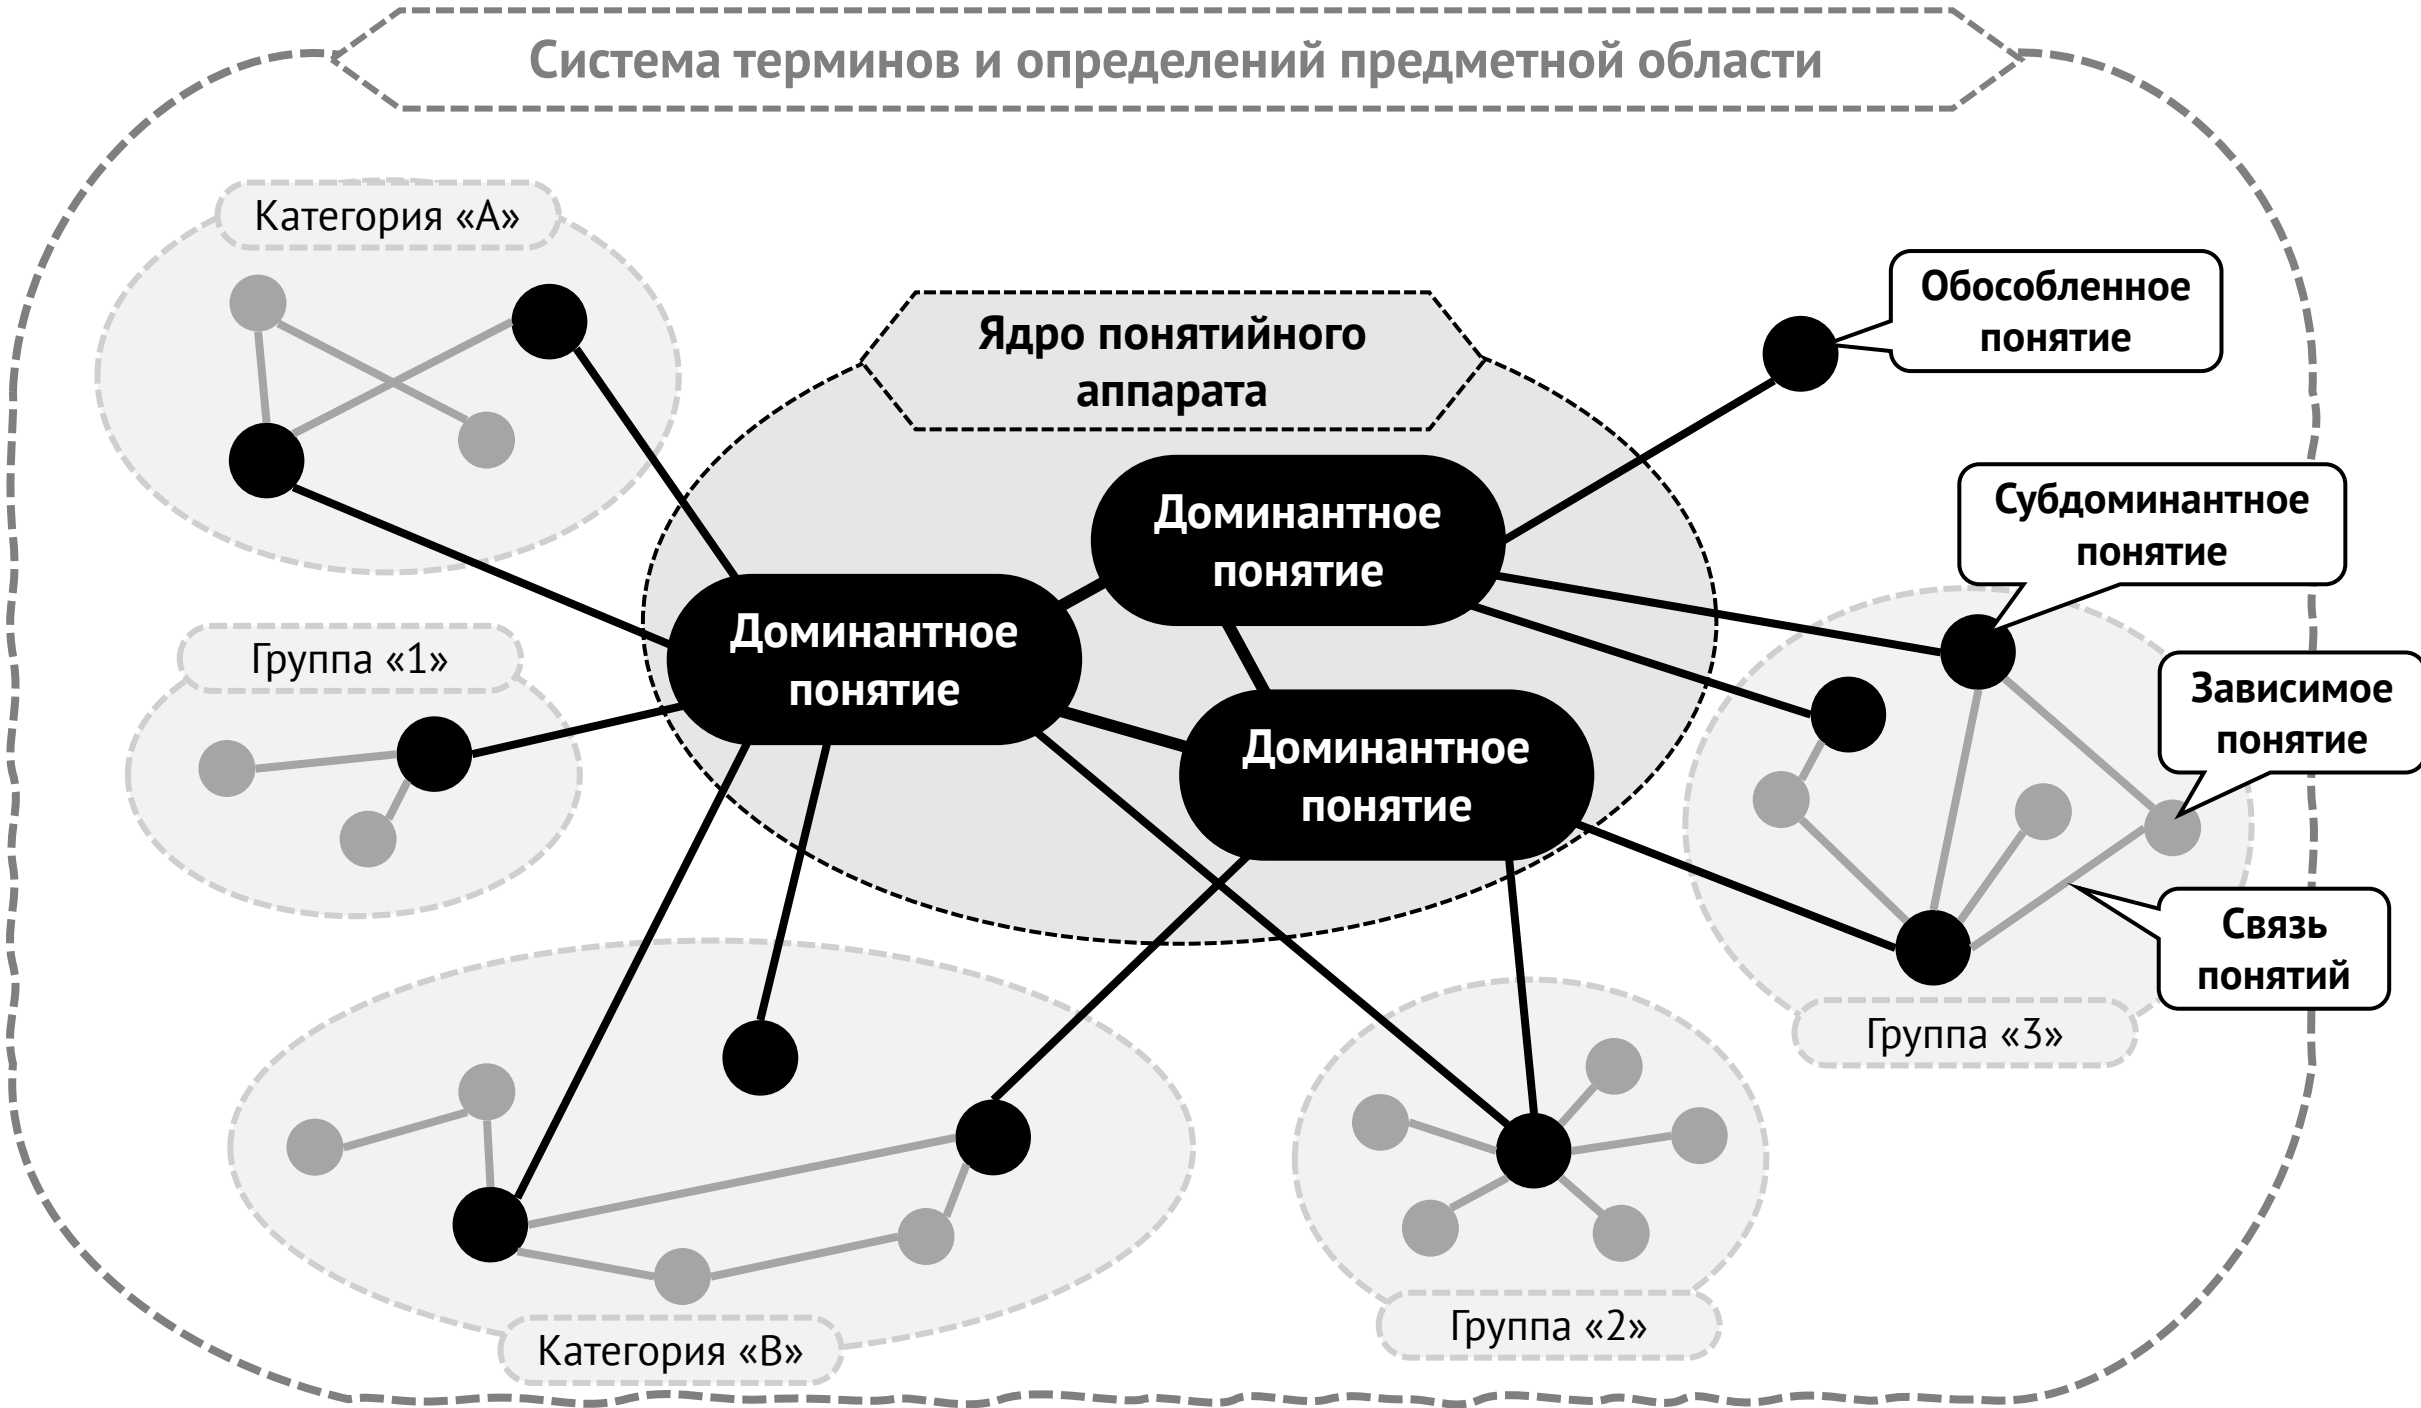 Система терминов и определений предметной области
Категория «А»
Ядро понятийного
аппарата
Обособленное
понятие
Доминантное
понятие
Субдоминантное
понятие
Доминантное
понятие
Группа «1»
Зависимое
понятие
Доминантное
понятие
Связь
понятий
Группа «3»
Группа «2»
Категория «В»